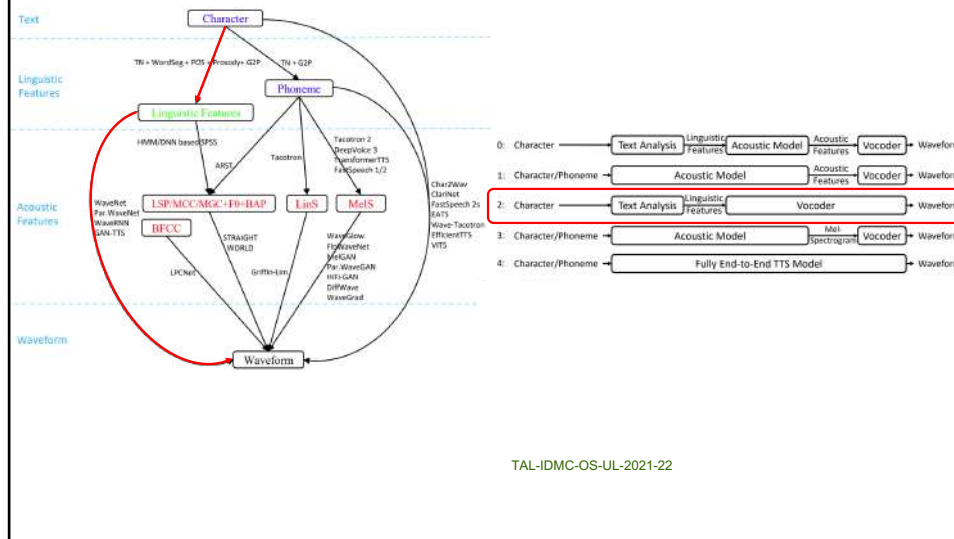 Text
Character
TN + WordSeg + POS + Prosody+ G2P
TN + G2P
Linguistic
Features
Phoneme
Linguistic Features
HMM/DNN based SPSS
ARST
Tacotron
Tacotron 2
DeepVoice 3
TransformerTTS
FastSpeech 1/2
Acoustic
Features
WaveNet
Par.WaveNet
WaveRNN
GAN-TTS
LSP/MCC/MGC+F0+BAP
LinS
MelS
BFCC
Char2Wav
ClariNet
FastSpeech 2s
EATS
Wave-Tacotron
EfficientTTS
VITS
LPCNet
STRAIGHT
WORLD
Griffin-Lim
WaveGlow
FloWaveNet
MelGAN
Par.WaveGAN
HiFi-GAN
DiffWave
WaveGrad
Waveform
Waveform
0: Character Text Analysis Linguistic Features Acoustic Model Acoustic Features Vocoder Waveform
1: Character/Phoneme Acoustic Model Acoustic Features Vocoder Waveform
2: Character Text Analysis Linguistic Features Vocoder Waveform
3: Character/Phoneme Acoustic Model Mel-Spectrogram Vocoder Waveform
4: Character/Phoneme Fully End-to-End TTS Model Waveform
TAL-IDMC-OS-UL-2021-22